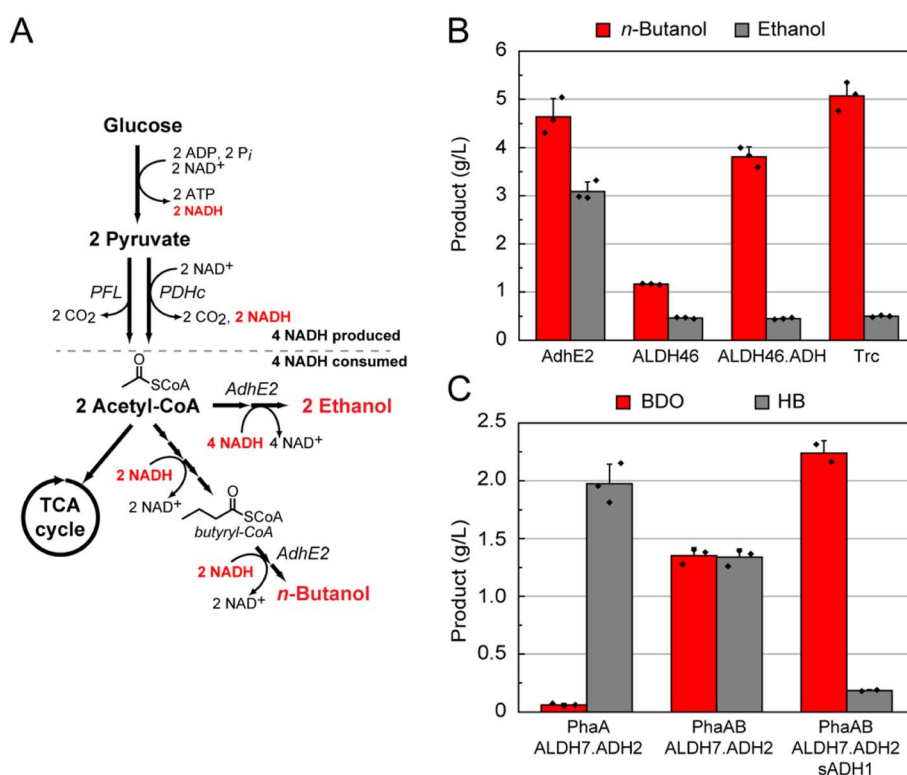 A
Glucose
2 ADP, 2 Pi
2 NAD+
2 ATP
2 NADH
2 Pyruvate
PFL
PDHc
2 NAD+
2 CO2
2 CO2, 2 NADH
4 NADH produced
4 NADH consumed
O
SCoA
2 Acetyl-CoA
AdhE2
2 Ethanol
4 NADH
4 NAD+
2 NADH
2 NAD+
TCA
cycle
O
SCoA
butyryl-CoA
AdhE2
2 NADH
2 NAD+
n-Butanol
B
n-Butanol
Ethanol
Product (g/L)
6
5
4
3
2
1
0
AdhE2
ALDH46
ALDH46.ADH
Trc
C
BDO
HB
Product (g/L)
2.5
2.0
1.5
1.0
0.5
0
PhaA
ALDH7.ADH2
PhaAB
ALDH7.ADH2
PhaAB
ALDH7.ADH2
sADH1